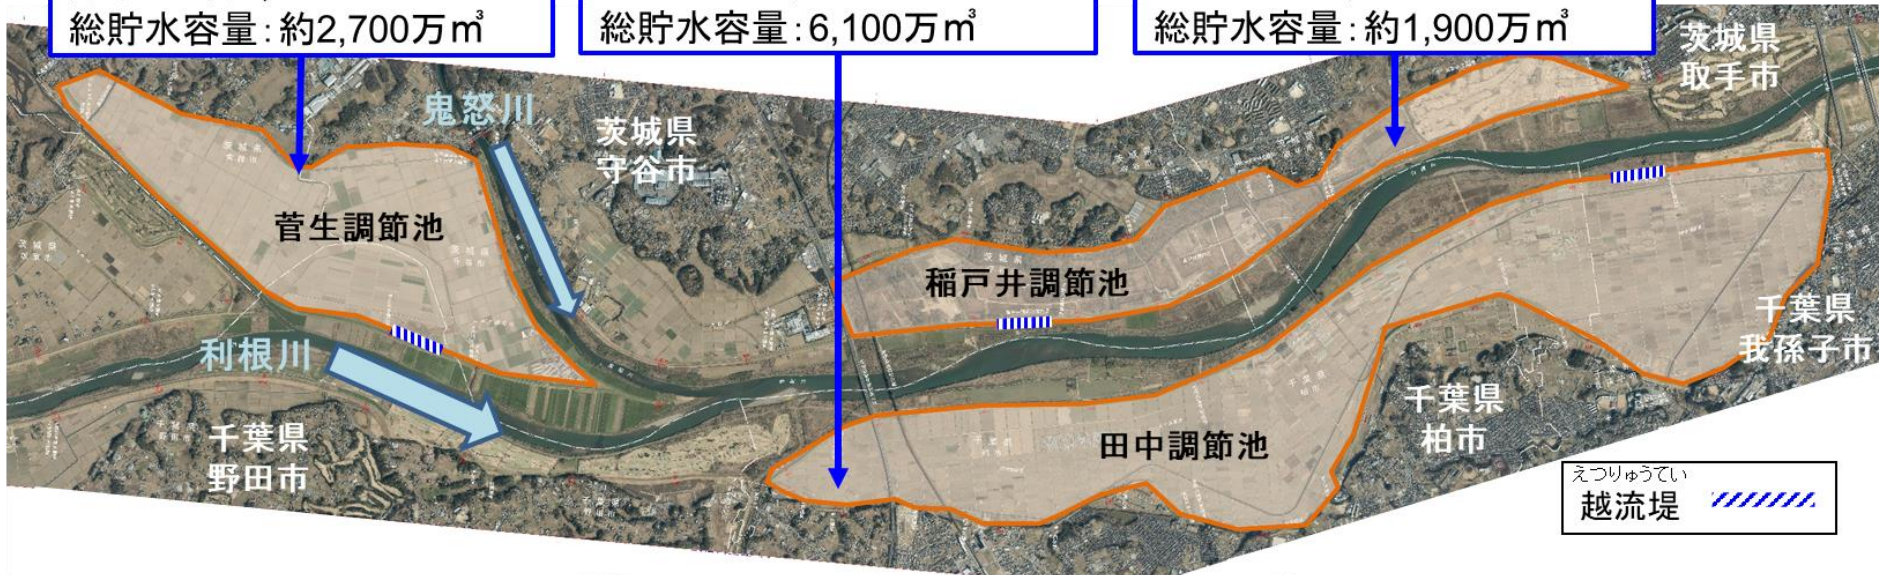 総貯水容量：約2,700万㎥
総貯水容量：6,100万㎥
総貯水容量：約1,900万㎥
茨城県
取手市
鬼怒川
茨城県
守谷市
菅生調節池
稲戸井調節池
利根川
千葉県
我孫子市
千葉県
野田市
田中調節池
千葉県
柏市
えつりゅうてい
越流堤